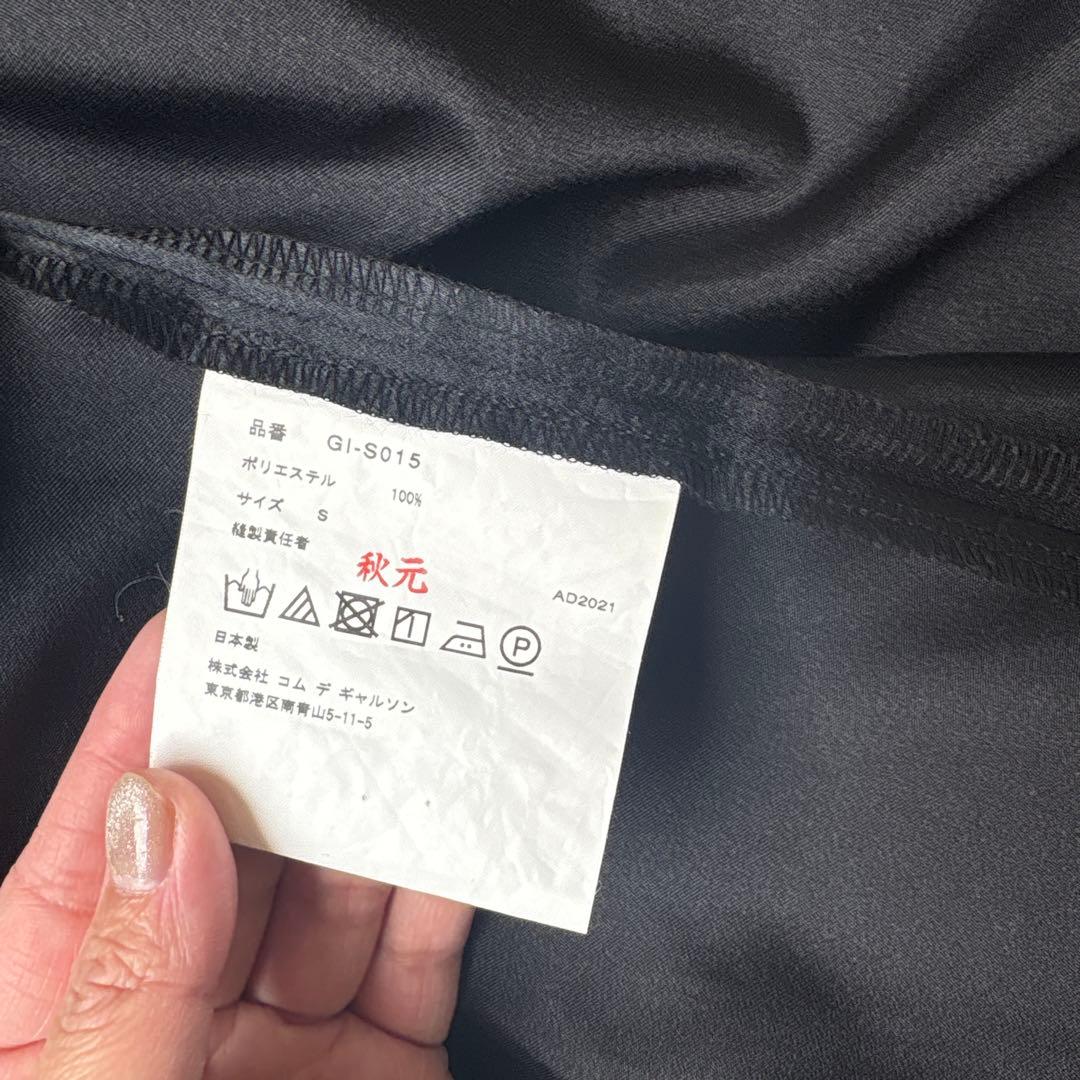 品番 GI-S015
ポリエステル 100%
サイズ S
縫製責任者
秋元
AD2021
P
日本製
株式会社 コム デ ギャルソン
東京都港区南青山5-11-5